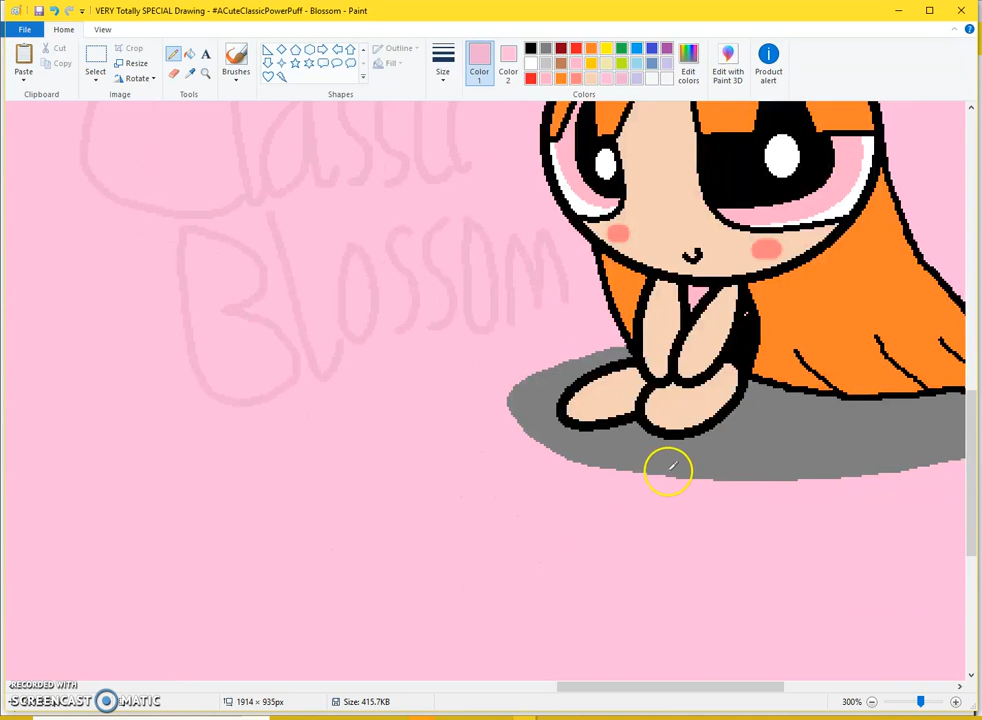 VERY Totally SPECIAL Drawing - #ACuteClassicPowerPuff - Blossom - Paint
File Home View
Paste
Cut
Copy
Clipboard
Select
Crop
Resize
Rotate
Image
A
Tools
Brushes
Shapes
Outline
Fill
Size
Color
1
Color
2
Colors
Edit
colors
Edit with
Paint 3D
Product
alert
Classic
Blossom
RECORDED WITH
SCREENCAST MATIC
1914 × 935px
Size: 415.7KB
300%